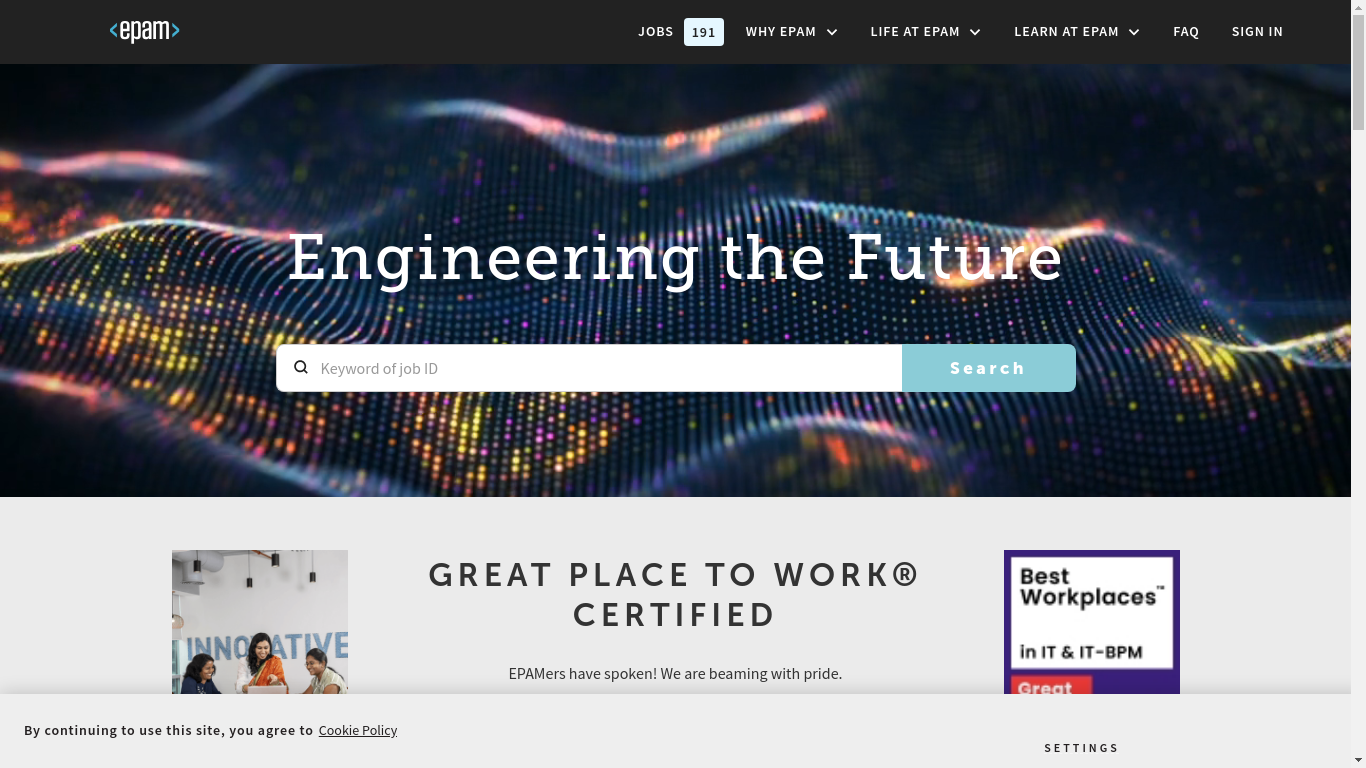 <epam>
JOBS 191 WHY EPAM LIFE AT EPAM LEARN AT EPAM FAQ SIGN IN
Engineering the Future
Keyword of job ID Search
GREAT PLACE TO WORK®
CERTIFIED
EPAMers have spoken! We are beaming with pride.
INNOVATIVE
Best
Workplaces™
in IT & IT-BPM
Great
By continuing to use this site, you agree to Cookie Policy
SETTINGS